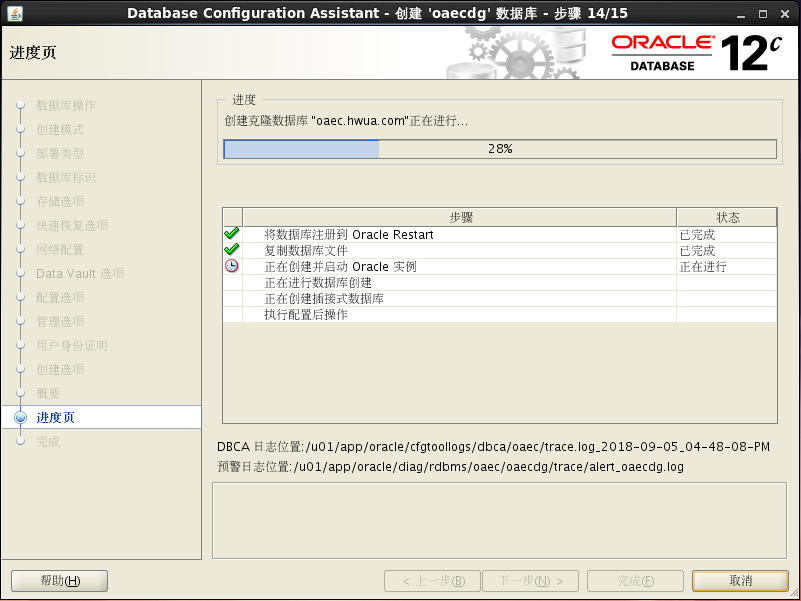 Database Configuration Assistant - 创建 'oaecdg' 数据库 - 步骤 14/15
进度页
ORACLE
DATABASE
12c
数据库操作
创建模式
部署类型
数据库标识
存储选项
快速恢复选项
网络配置
Data Vault 选项
配置选项
管理选项
用户身份证明
创建选项
概要
进度页
完成
进度
创建克隆数据库 "oaec.hwua.com"正在进行...
28%
步骤 状态
将数据库注册到 Oracle Restart 已完成
复制数据库文件 已完成
正在创建并启动 Oracle 实例 正在进行
正在进行数据库创建
正在创建插接式数据库
执行配置后操作
DBCA 日志位置:/u01/app/oracle/cfgtoollogs/dbca/oaec/trace.log_2018-09-05_04-48-08-PM
预警日志位置:/u01/app/oracle/diag/rdbms/oaec/oaecdg/trace/alert_oaecdg.log
帮助(H) < 上一步(B) 下一步(N) > 完成(F) 取消